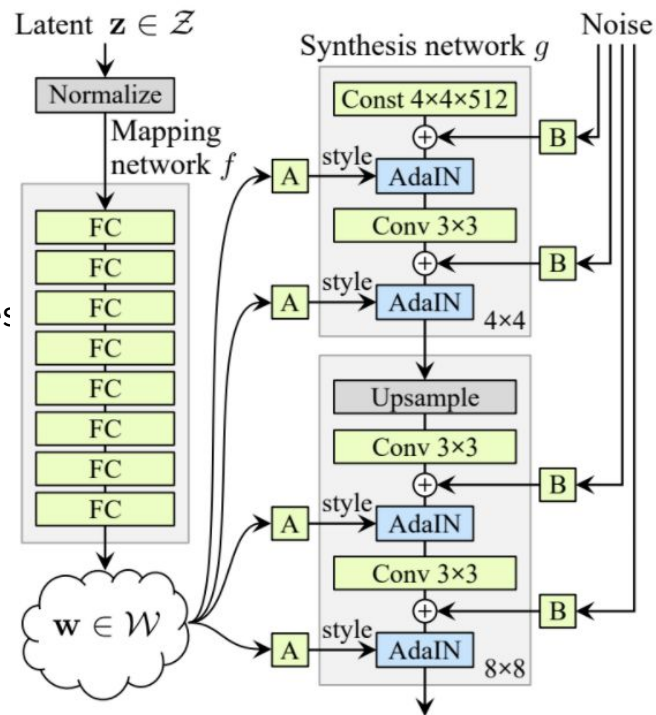 Latent z ∈ 𝒵
Normalize
Mapping
network f
FC
FC
FC
FC
FC
FC
FC
FC
w ∈ 𝒲
Synthesis network g
Noise
Const 4×4×512
+
B
A
style
AdaIN
Conv 3×3
+
B
A
style
AdaIN
4×4
Upsample
Conv 3×3
+
B
A
style
AdaIN
Conv 3×3
+
B
A
style
AdaIN
8×8